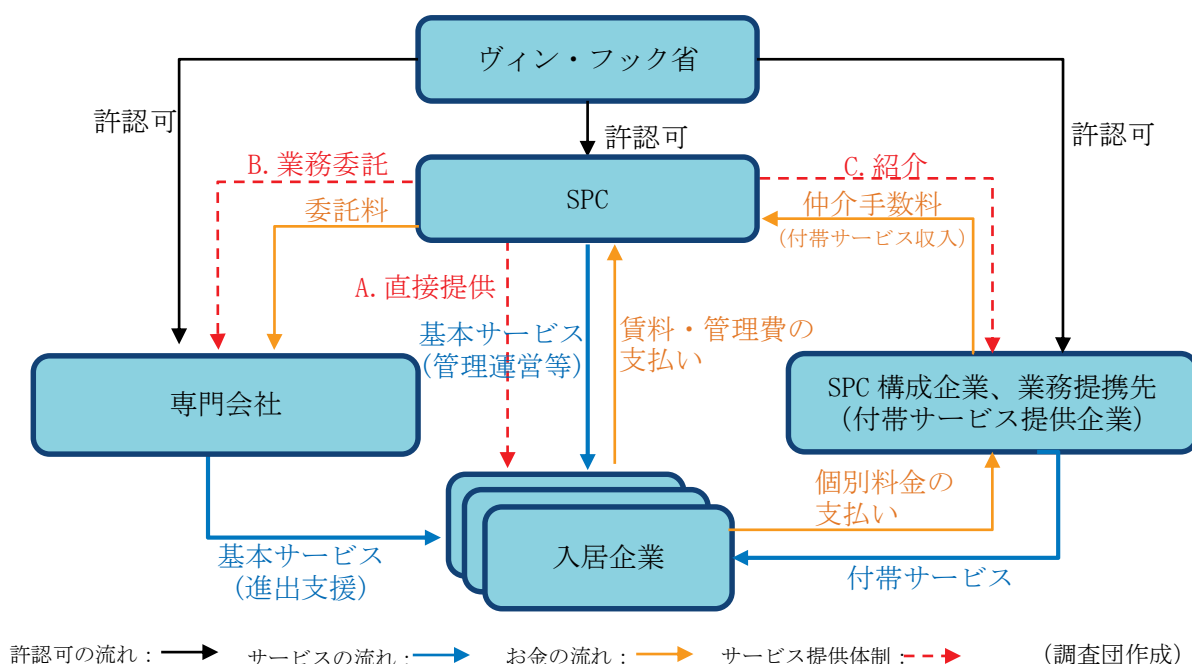 ヴィン・フック省
許認可
許認可
許認可
B.業務委託
C.紹介
SPC
委託料
仲介手数料
(付帯サービス収入)
A.直接提供
基本サービス
(管理運営等)
賃料・管理費の
支払い
専門会社
SPC 構成企業、業務提携先
(付帯サービス提供企業)
個別料金の
支払い
入居企業
基本サービス
(進出支援)
付帯サービス
許認可の流れ： サービスの流れ： お金の流れ： サービス提供体制： (調査団作成)